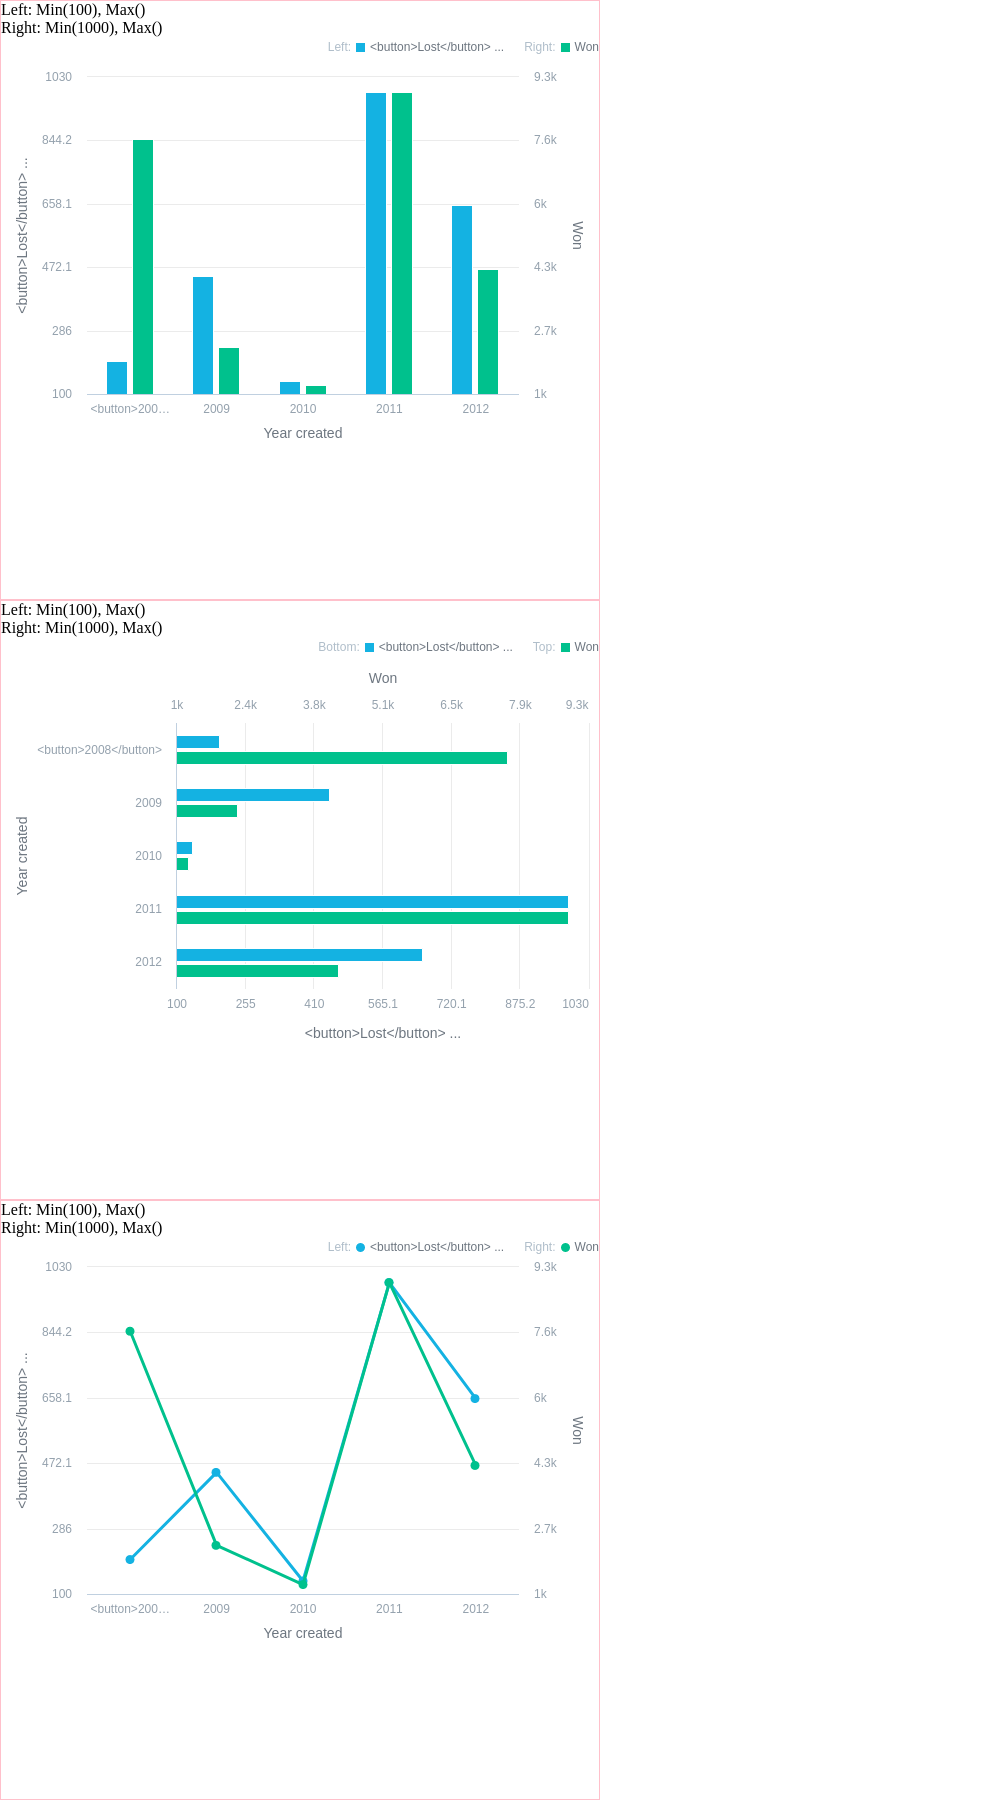 Left: Min(100), Max()
Right: Min(1000), Max()
Left: <button>Lost</button> ... Right: Won
1030 9.3k
844.2 7.6k
658.1 6k
472.1 4.3k
286 2.7k
100 1k
<button>Lost</button> ...
Won
<button>200... 2009 2010 2011 2012
Year created
Left: Min(100), Max()
Right: Min(1000), Max()
Bottom: <button>Lost</button> ... Top: Won
Won
1k 2.4k 3.8k 5.1k 6.5k 7.9k 9.3k
<button>2008</button>
2009
2010
2011
2012
Year created
100 255 410 565.1 720.1 875.2 1030
<button>Lost</button> ...
Left: Min(100), Max()
Right: Min(1000), Max()
Left: <button>Lost</button> ... Right: Won
1030 9.3k
844.2 7.6k
658.1 6k
472.1 4.3k
286 2.7k
100 1k
<button>Lost</button> ...
Won
<button>200... 2009 2010 2011 2012
Year created